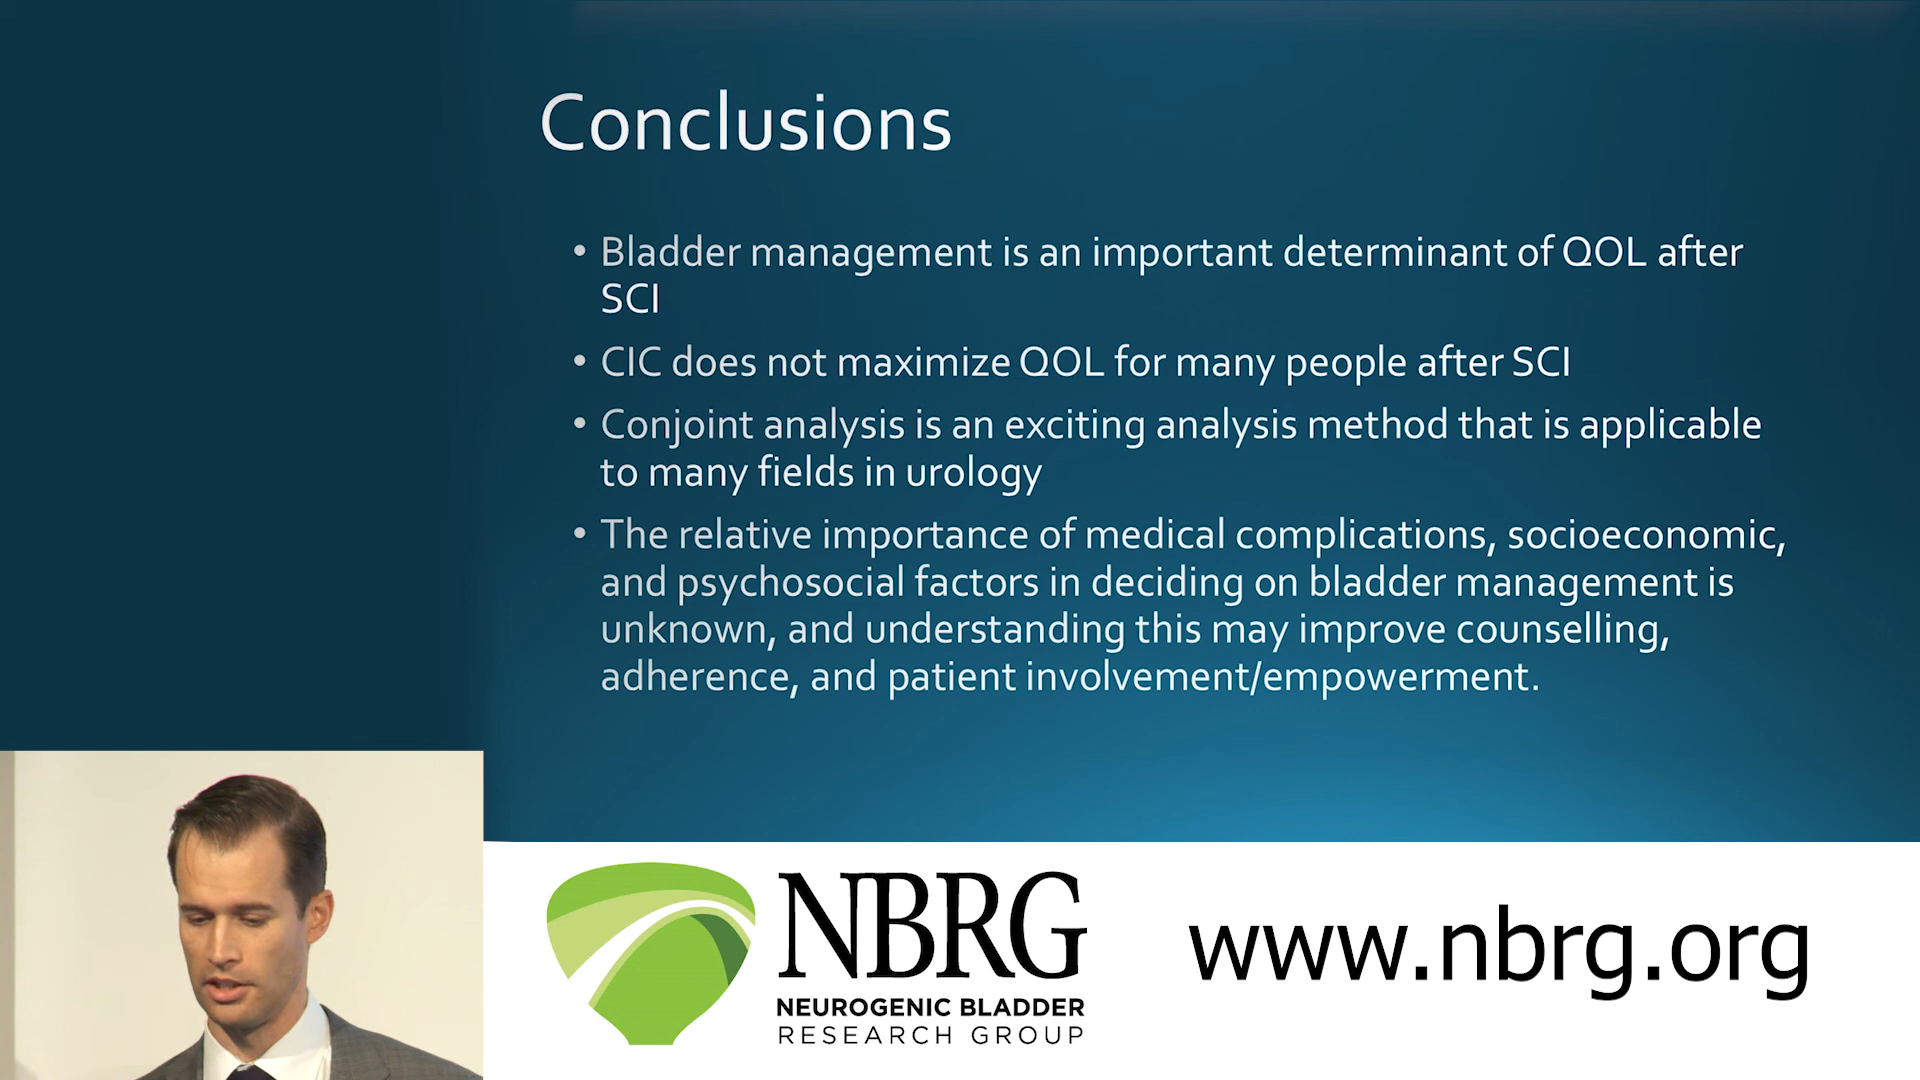 Conclusions
• Bladder management is an important determinant of QOL after
SCI
• CIC does not maximize QOL for many people after SCI
• Conjoint analysis is an exciting analysis method that is applicable
to many fields in urology
• The relative importance of medical complications, socioeconomic,
and psychosocial factors in deciding on bladder management is
unknown, and understanding this may improve counselling,
adherence, and patient involvement/empowerment.
NBRG
NEUROGENIC BLADDER
RESEARCH GROUP
www.nbrg.org